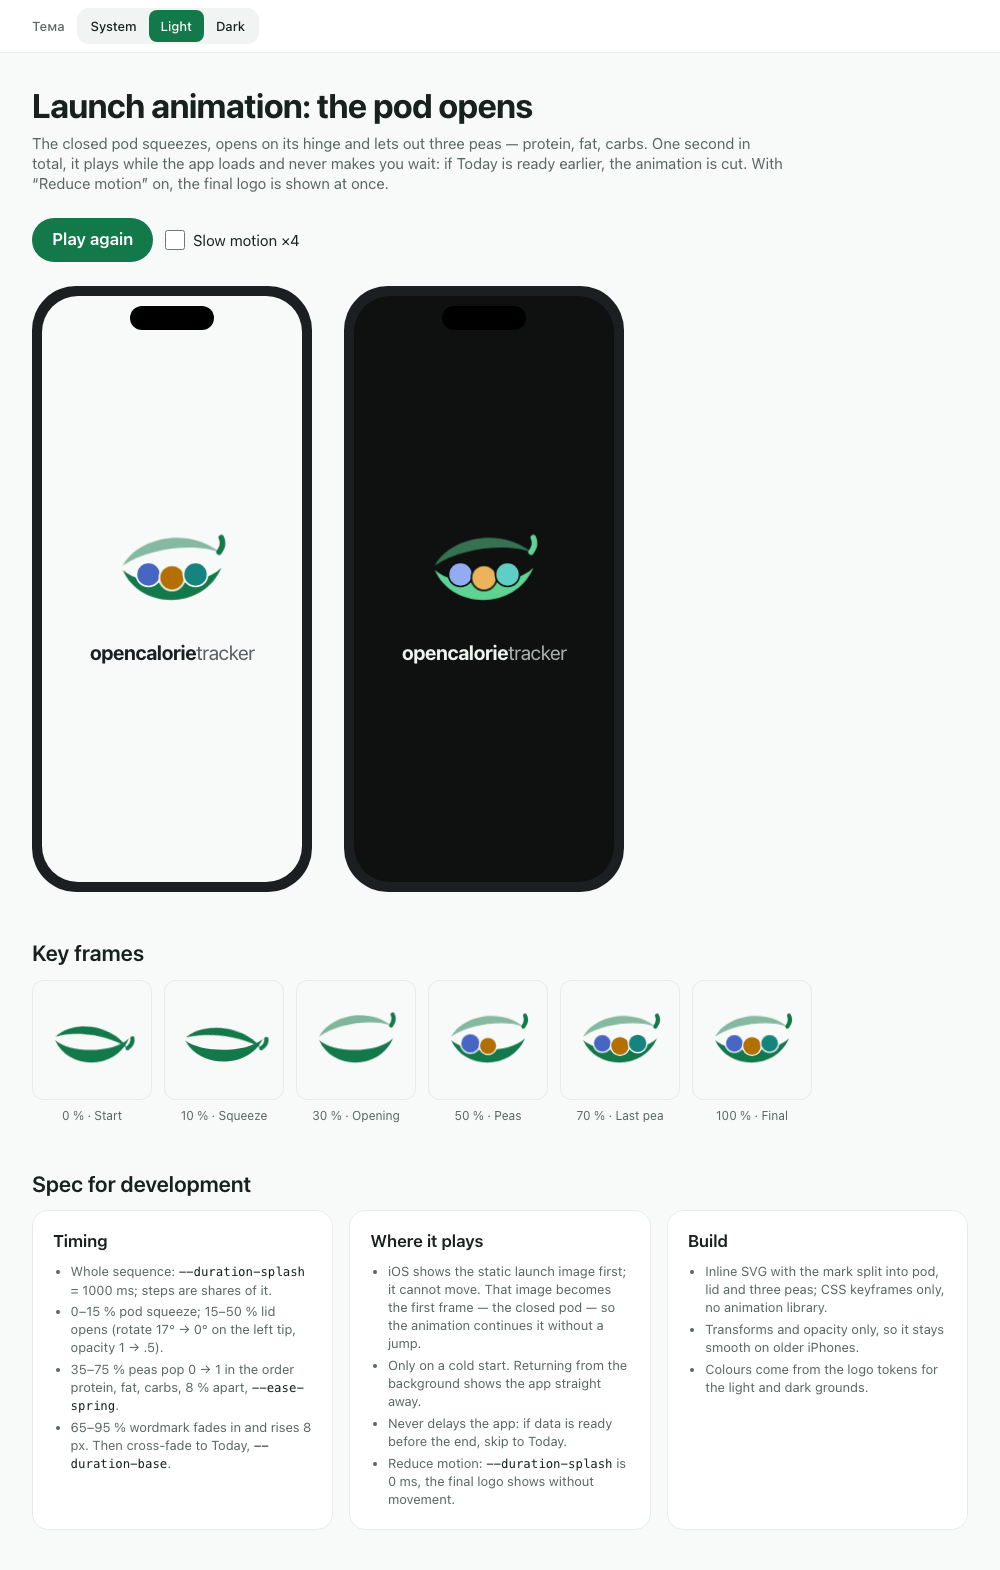 Тема System Light Dark
Launch animation: the pod opens
The closed pod squeezes, opens on its hinge and lets out three peas — protein, fat, carbs. One second in
total, it plays while the app loads and never makes you wait: if Today is ready earlier, the animation is cut. With
“Reduce motion” on, the final logo is shown at once.
Play again Slow motion ×4
opencalorietracker opencalorietracker
Key frames
0 % · Start 10 % · Squeeze 30 % · Opening 50 % · Peas 70 % · Last pea 100 % · Final
Spec for development
Timing
• Whole sequence: --duration-splash
= 1000 ms; steps are shares of it.
• 0–15 % pod squeeze; 15–50 % lid
opens (rotate 17° → 0° on the left tip,
opacity 1 → .5).
• 35–75 % peas pop 0 → 1 in the order
protein, fat, carbs, 8 % apart, --ease-
spring.
• 65–95 % wordmark fades in and rises 8
px. Then cross-fade to Today, --
duration-base.
Where it plays
• iOS shows the static launch image first;
it cannot move. That image becomes
the first frame — the closed pod — so
the animation continues it without a
jump.
• Only on a cold start. Returning from the
background shows the app straight
away.
• Never delays the app: if data is ready
before the end, skip to Today.
• Reduce motion: --duration-splash is
0 ms, the final logo shows without
movement.
Build
• Inline SVG with the mark split into pod,
lid and three peas; CSS keyframes only,
no animation library.
• Transforms and opacity only, so it stays
smooth on older iPhones.
• Colours come from the logo tokens for
the light and dark grounds.